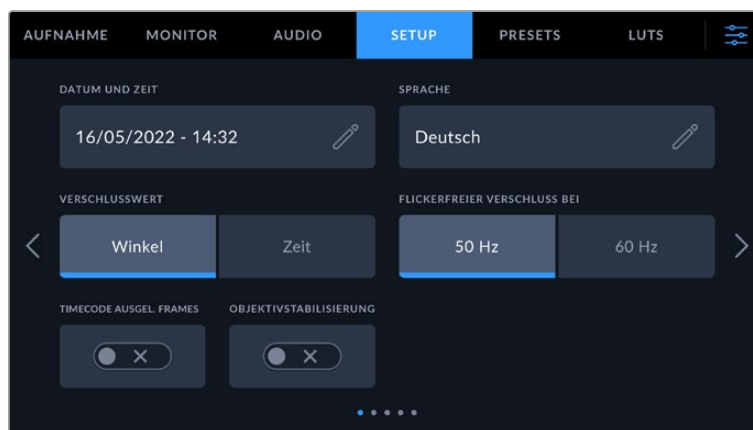 AUFNAHME MONITOR AUDIO SETUP PRESETS LUTS
DATUM UND ZEIT SPRACHE
16/05/2022 - 14:32 Deutsch
VERSCHLUSSWERT FLICKERFREIER VERSCHLUSS BEI
Winkel Zeit 50 Hz 60 Hz
TIMECODE AUSGEL. FRAMES OBJEKTIVSTABILISIERUNG